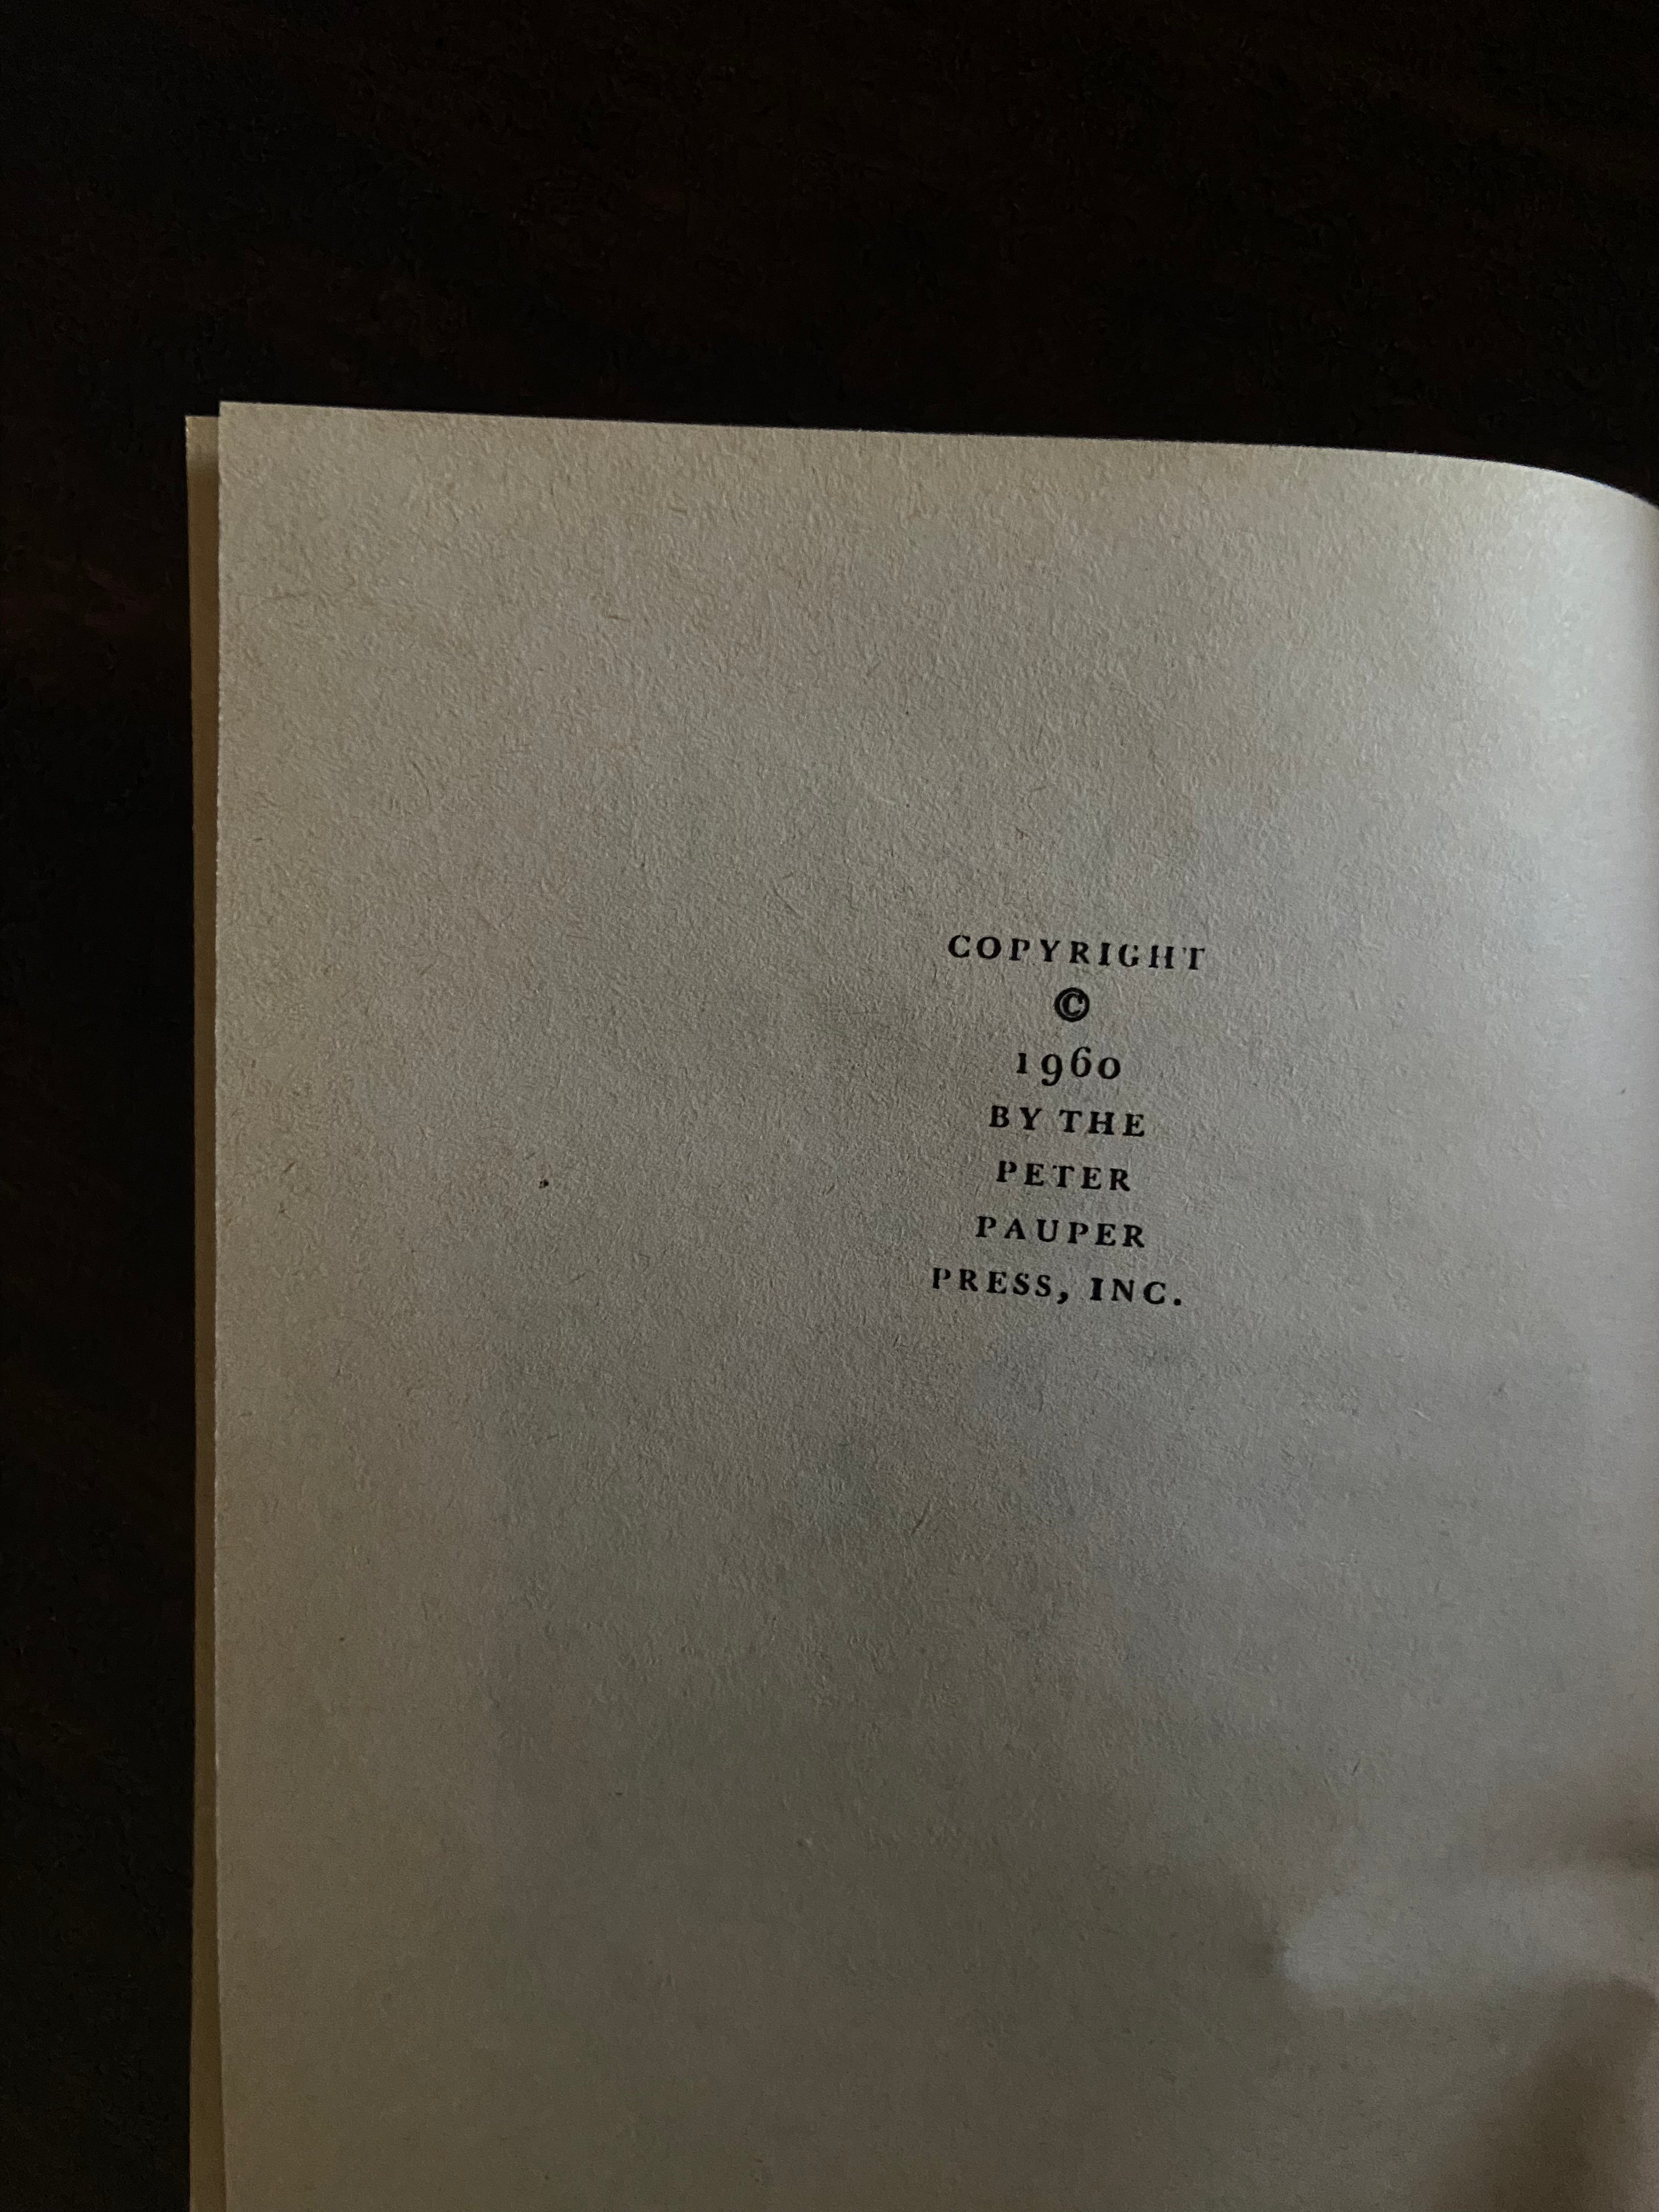 COPYRIGHT
©
1960
BY THE
PETER
PAUPER
PRESS, INC.